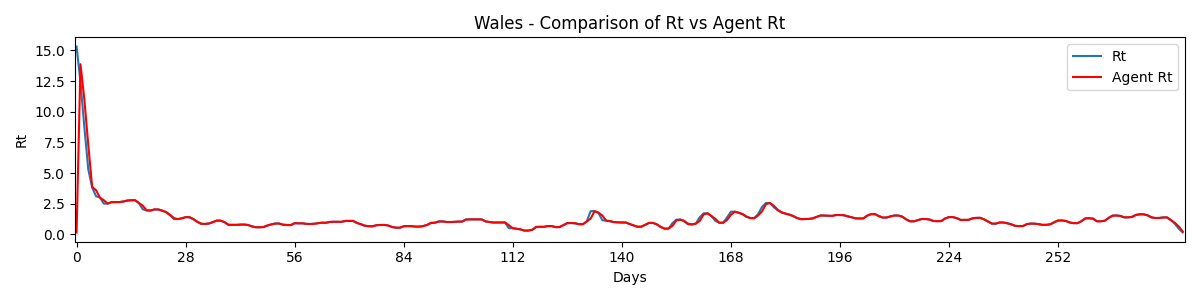 Wales - Comparison of Rt vs Agent Rt
Rt
Agent Rt
15.0
12.5
10.0
7.5
5.0
2.5
0.0
Rt
0 28 56 84 112 140 168 196 224 252
Days